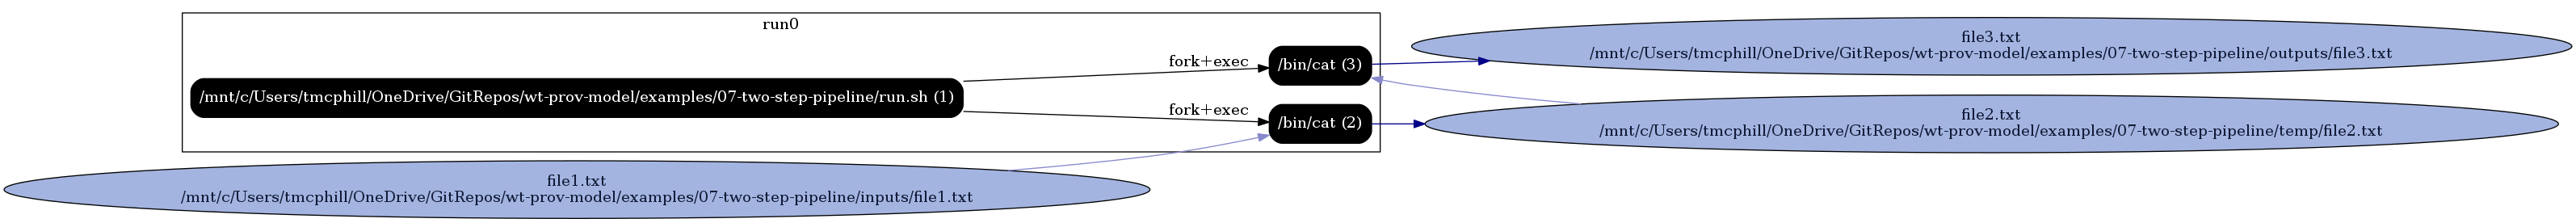 run0
fork+exec
/bin/cat (3)
/mnt/c/Users/tmcphill/OneDrive/GitRepos/wt-prov-model/examples/07-two-step-pipeline/run.sh (1)
fork+exec
/bin/cat (2)
file3.txt
/mnt/c/Users/tmcphill/OneDrive/GitRepos/wt-prov-model/examples/07-two-step-pipeline/outputs/file3.txt
file2.txt
/mnt/c/Users/tmcphill/OneDrive/GitRepos/wt-prov-model/examples/07-two-step-pipeline/temp/file2.txt
file1.txt
/mnt/c/Users/tmcphill/OneDrive/GitRepos/wt-prov-model/examples/07-two-step-pipeline/inputs/file1.txt